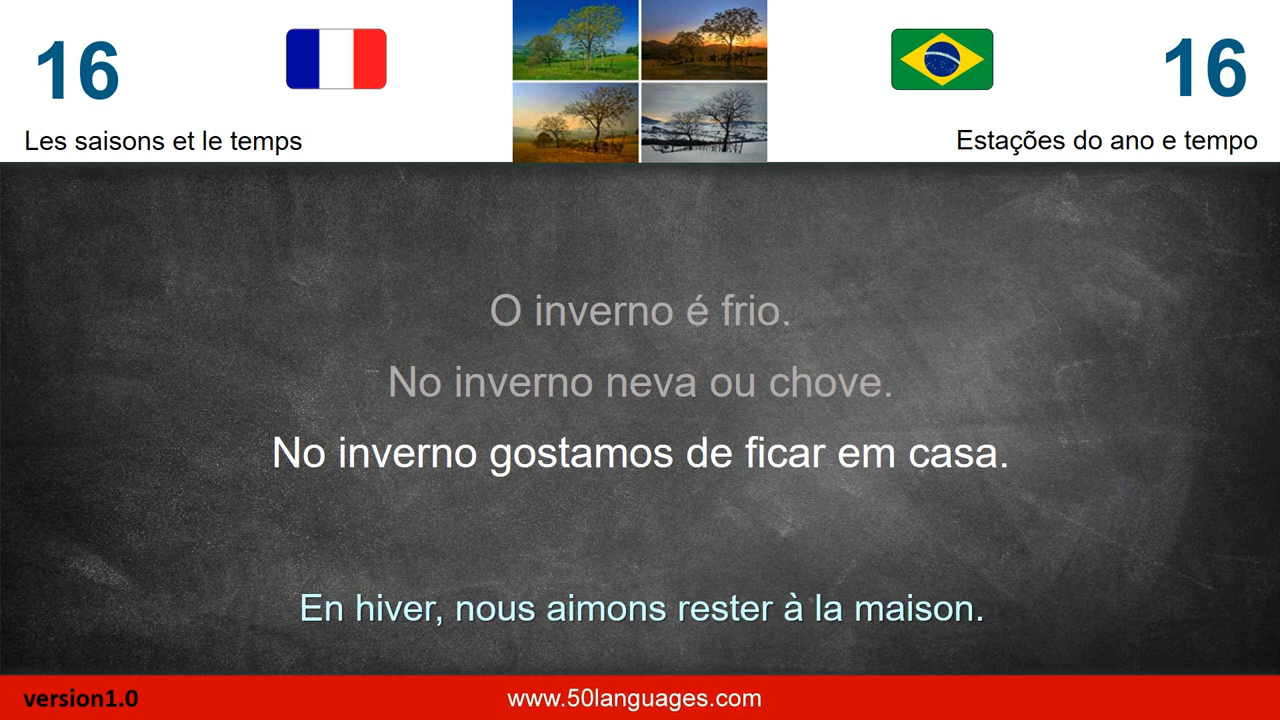 16
16
Les saisons et le temps
Estações do ano e tempo
O inverno é frio.
No inverno neva ou chove.
No inverno gostamos de ficar em casa.
En hiver, nous aimons rester à la maison.
version1.0
www.50languages.com